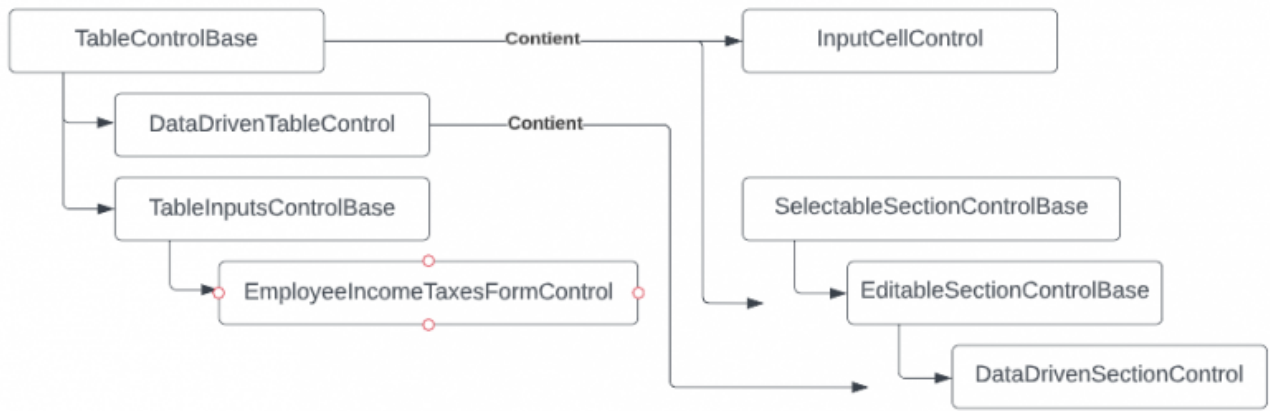 TableControlBase
Contient
InputCellControl
DataDrivenTableControl
Contient
TableInputsControlBase
SelectableSectionControlBase
EmployeeIncomeTaxesFormControl
EditableSectionControlBase
DataDrivenSectionControl